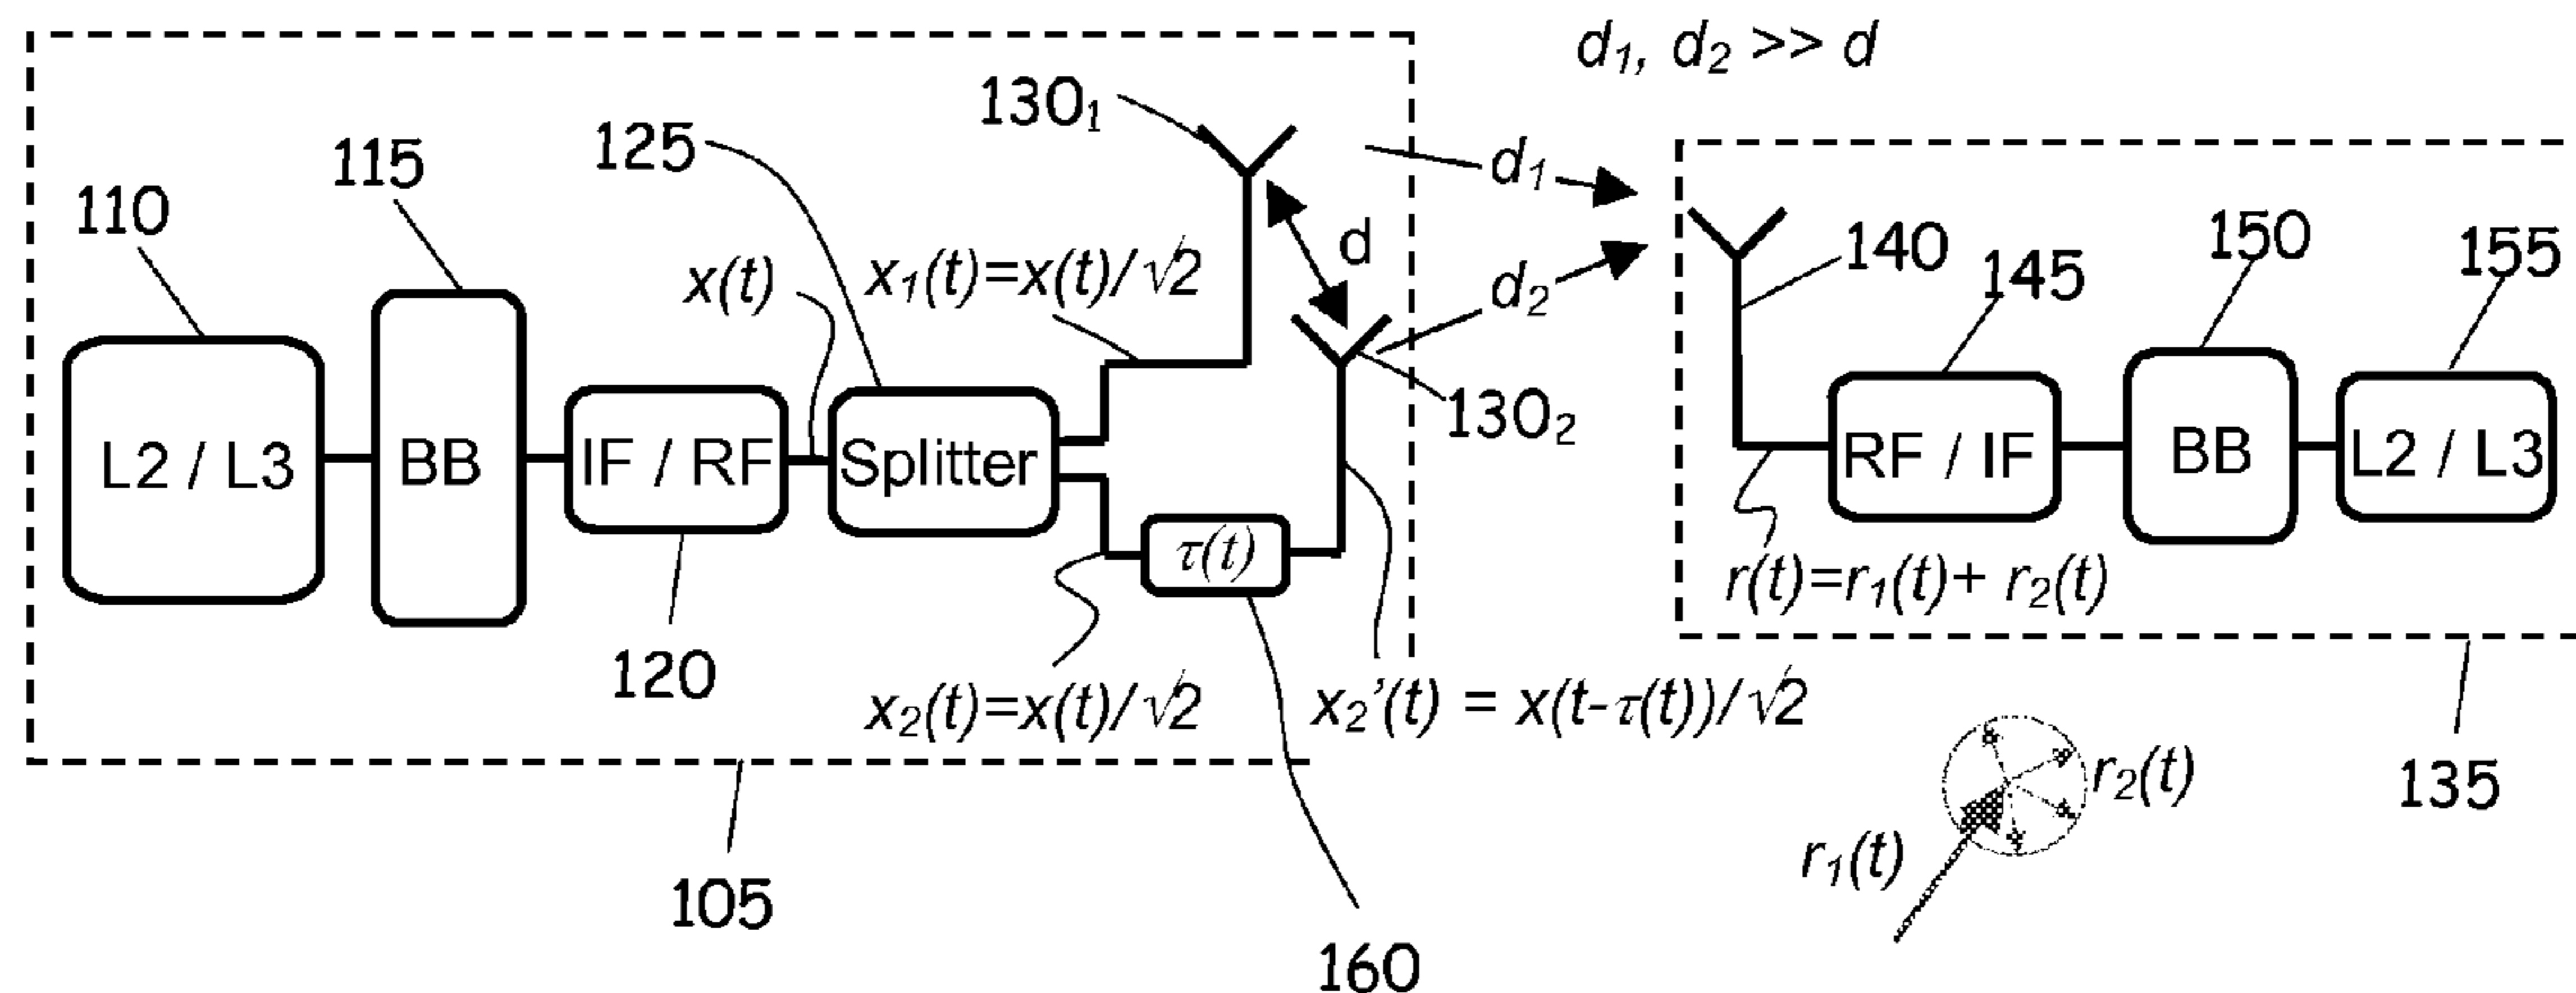 d₁, d₂ >> d
130₁
125
115
110
d₁
d
d₂
140
145
150
155
x(t)
x₁(t)=x(t)/√2
130₂
L2 / L3
BB
IF / RF
Splitter
τ(t)
RF / IF
BB
L2 / L3
r(t)=r₁(t)+ r₂(t)
120
x₂(t)=x(t)/√2
x₂’(t) = x(t-τ(t))/√2
r₂(t)
135
r₁(t)
105
160